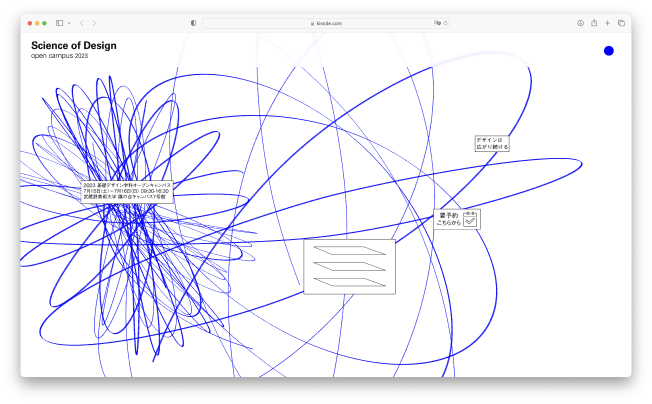 kisode.com
Science of Design
open campus 2023
デザインは
広がり続ける
2023 基礎デザイン学科オープンキャンパス
7月15日(土)—7月16日(日) 09:30-16:30
武蔵野美術大学 鷹の台キャンパス7号館
要予約
こちらから